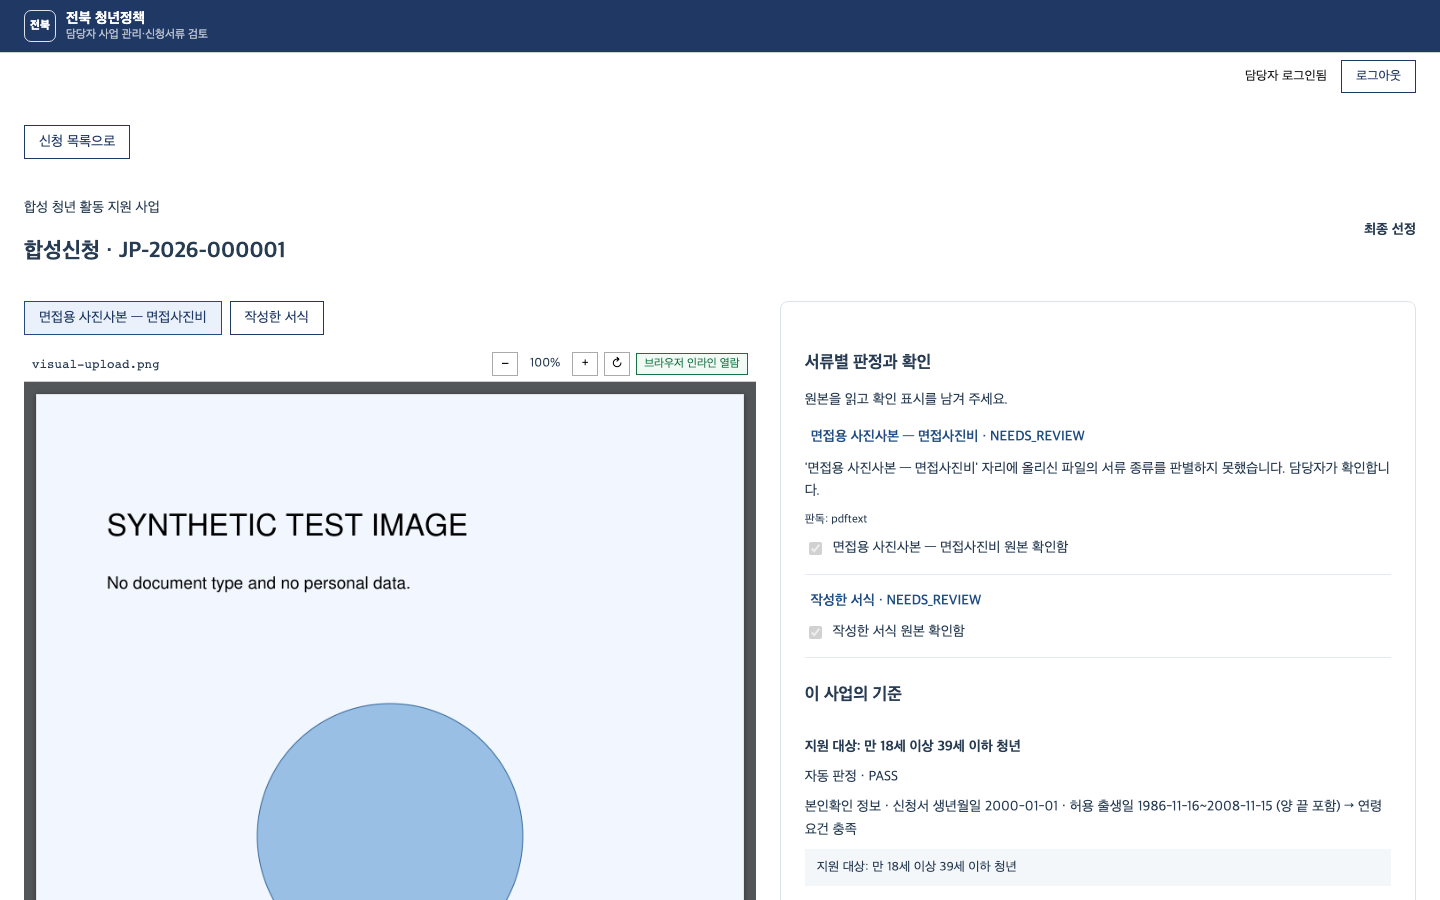 전북
전북 청년정책
담당자 사업 관리·신청서류 검토
담당자 로그인됨
로그아웃
신청 목록으로
합성 청년 활동 지원 사업
합성신청 · JP-2026-000001
최종 선정
면접용 사진사본 — 면접사진비
작성한 서식
visual-upload.png
−
100%
+
↻
브라우저 인라인 열람
SYNTHETIC TEST IMAGE
No document type and no personal data.
서류별 판정과 확인
원본을 읽고 확인 표시를 남겨 주세요.
면접용 사진사본 — 면접사진비 · NEEDS_REVIEW
'면접용 사진사본 — 면접사진비' 자리에 올리신 파일의 서류 종류를 판별하지 못했습니다. 담당자가 확인합니
다.
판독: pdftext
면접용 사진사본 — 면접사진비 원본 확인함
작성한 서식 · NEEDS_REVIEW
작성한 서식 원본 확인함
이 사업의 기준
지원 대상: 만 18세 이상 39세 이하 청년
자동 판정 · PASS
본인확인 정보 · 신청서 생년월일 2000-01-01 · 허용 출생일 1986-11-16~2008-11-15 (양 끝 포함) → 연령
요건 충족
지원 대상: 만 18세 이상 39세 이하 청년